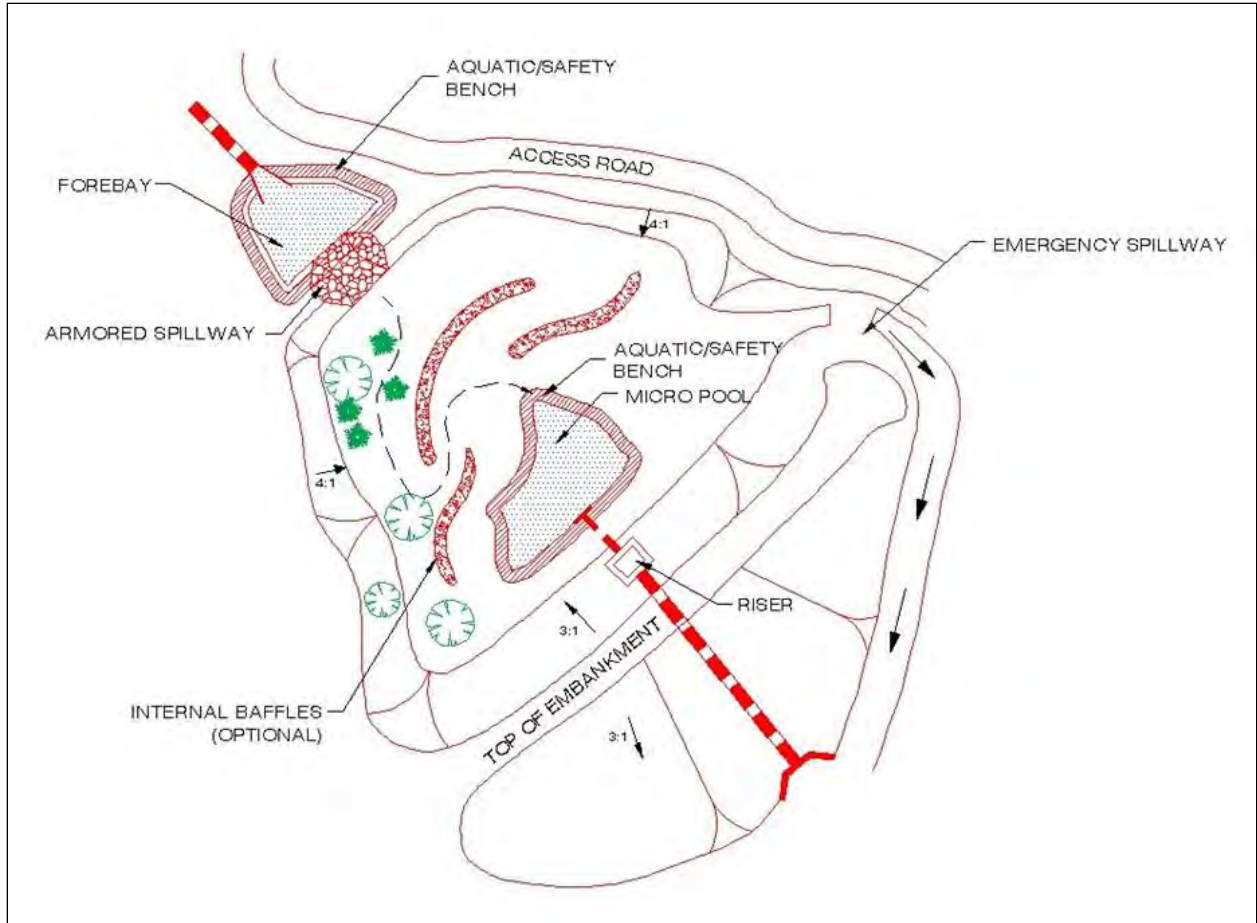 AQUATIC/SAFETY
BENCH
ACCESS ROAD
FOREBAY
4:1
EMERGENCY SPILLWAY
ARMORED SPILLWAY
AQUATIC/SAFETY
BENCH
MICRO POOL
4:1
RISER
3:1
INTERNAL BAFFLES
(OPTIONAL)
TOP OF EMBANKMENT
3:1